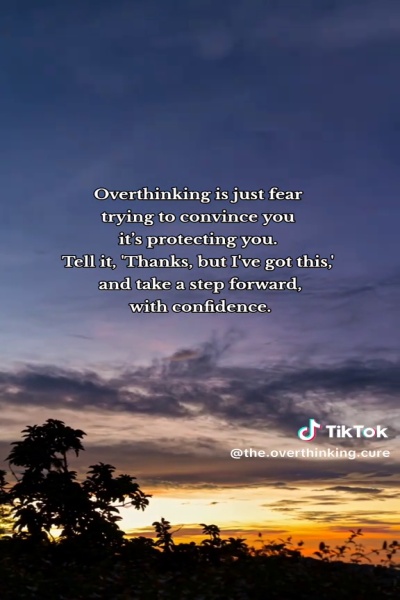 Overthinking is just fear
trying to convince you
it's protecting you.
Tell it, 'Thanks, but I've got this,'
and take a step forward,
with confidence.
TikTok
@the.overthinking.cure